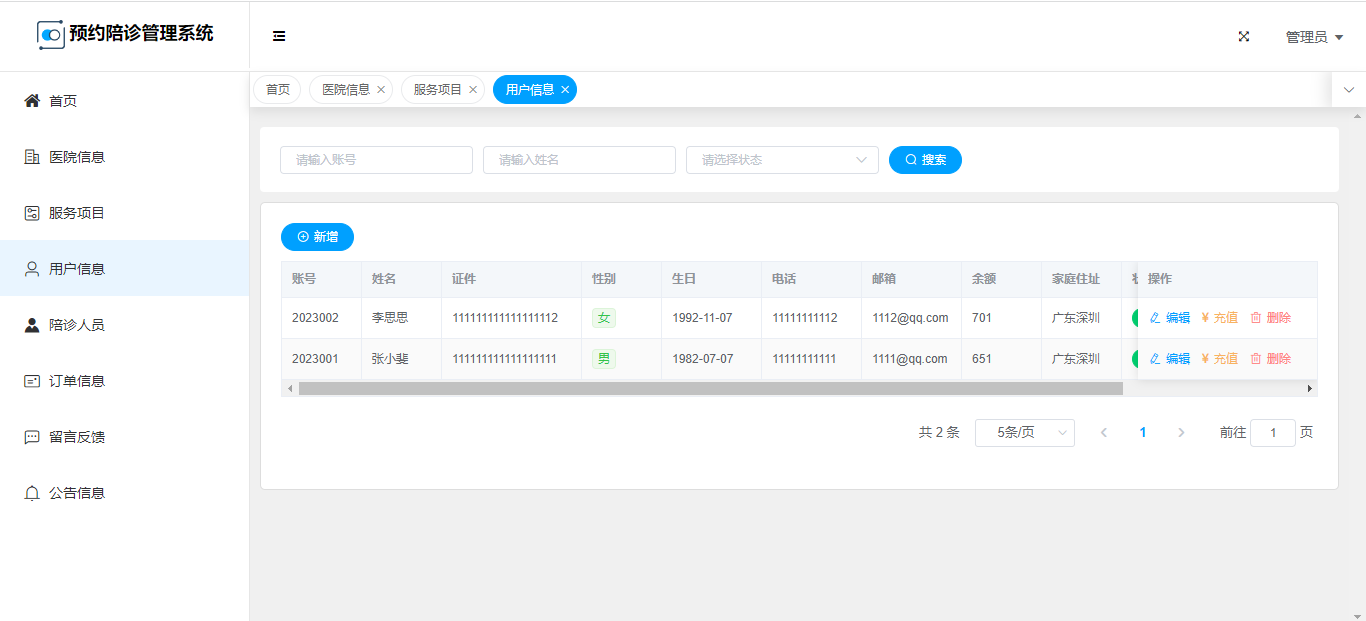 预约陪诊管理系统
管理员
首页 医院信息 服务项目 用户信息
首页
医院信息
服务项目
用户信息
陪诊人员
订单信息
留言反馈
公告信息
请输入账号 请输入姓名 请选择状态 搜索
新增
账号 姓名 证件 性别 生日 电话 邮箱 余额 家庭住址 操作
2023002 李思思 111111111111111112 女 1992-11-07 11111111112 1112@qq.com 701 广东深圳 编辑 ¥ 充值 删除
2023001 张小斐 111111111111111111 男 1982-07-07 11111111111 1111@qq.com 651 广东深圳 编辑 ¥ 充值 删除
共 2 条 5条/页 1 前往 1 页